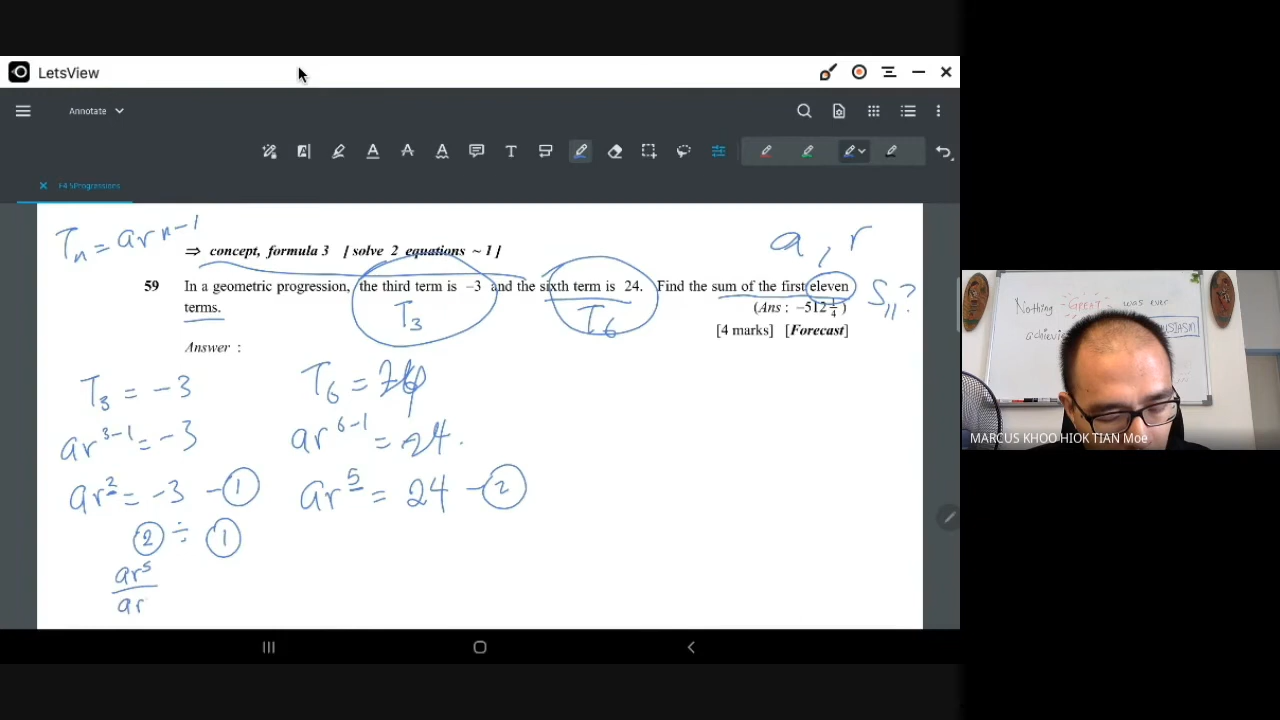 LetsView
Annotate
F4 5Progressions
Tn = ar n-1
⇒ concept, formula 3 [ solve 2 equations ~ 1 ]
a, r
59 In a geometric progression, the third term is −3 and the sixth term is 24. Find the sum of the first eleven
terms.
(Ans : −512 1/4 )
S11?
T3
T6
[4 marks] [Forecast]
Answer :
T3 = -3
T6 = 24
ar 3-1 = -3
ar 6-1 = 24.
ar 2 = -3 - 1
ar 5 = 24 - 2
2 ÷ 1
ar5
ar
Nothing GREAT was ever
MARCUS KHOO HIOK TIAN Moe